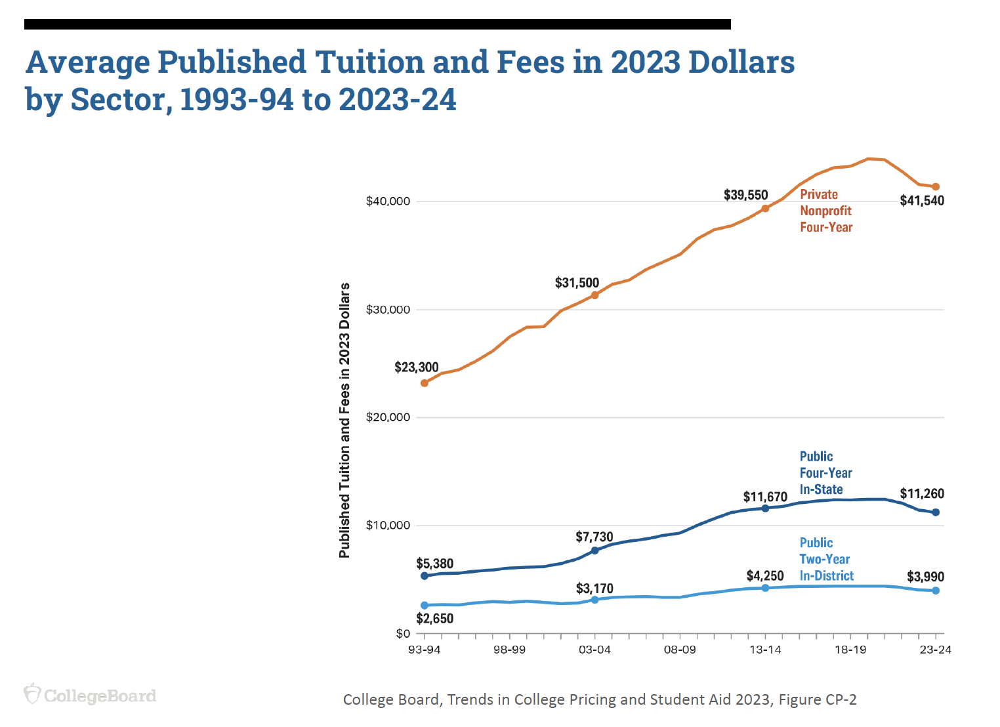 Average Published Tuition and Fees in 2023 Dollars
by Sector, 1993-94 to 2023-24
Published Tuition and Fees in 2023 Dollars
$40,000
$30,000
$20,000
$10,000
$0
$23,300
$31,500
$39,550
$41,540
Private
Nonprofit
Four-Year
$5,380
$7,730
$11,670
$11,260
Public
Four-Year
In-State
$2,650
$3,170
$4,250
$3,990
Public
Two-Year
In-District
93-94
98-99
03-04
08-09
13-14
18-19
23-24
CollegeBoard
College Board, Trends in College Pricing and Student Aid 2023, Figure CP-2